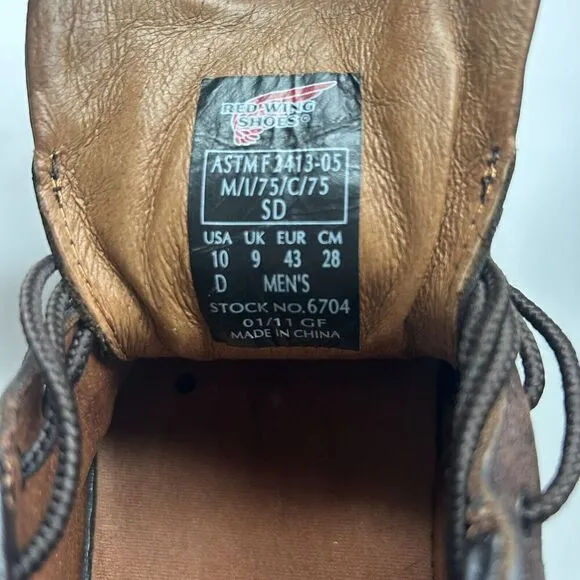 RED WING
SHOES®
ASTM F 2413-05
M/I/75/C/75
SD
USA UK EUR CM
10 9 43 28
D MEN'S
STOCK NO.6704
01/11 GF
MADE IN CHINA